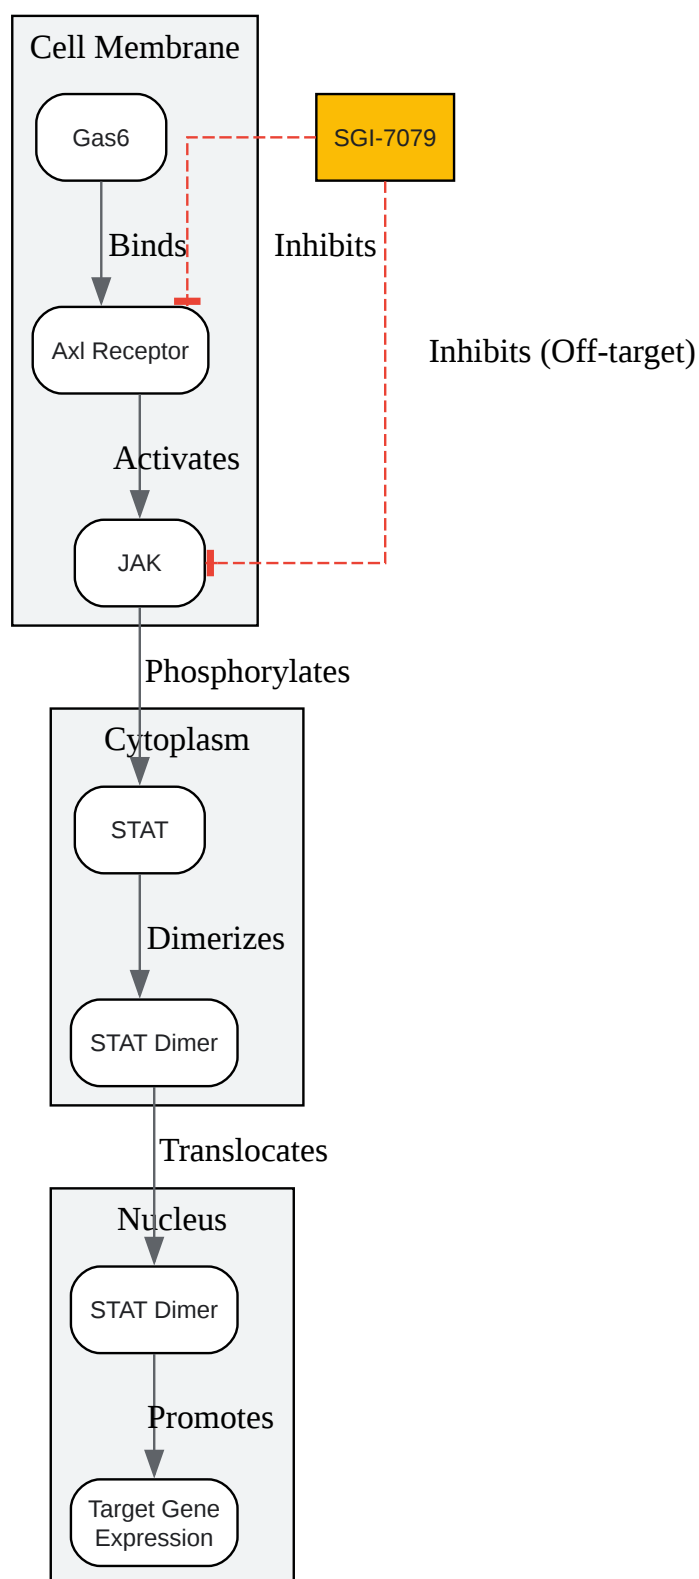 Cell Membrane
Gas6
SGI-7079
Binds
Inhibits
Axl Receptor
Inhibits (Off-target)
Activates
JAK
Phosphorylates
Cytoplasm
STAT
Dimerizes
STAT Dimer
Translocates
Nucleus
STAT Dimer
Promotes
Target Gene
Expression